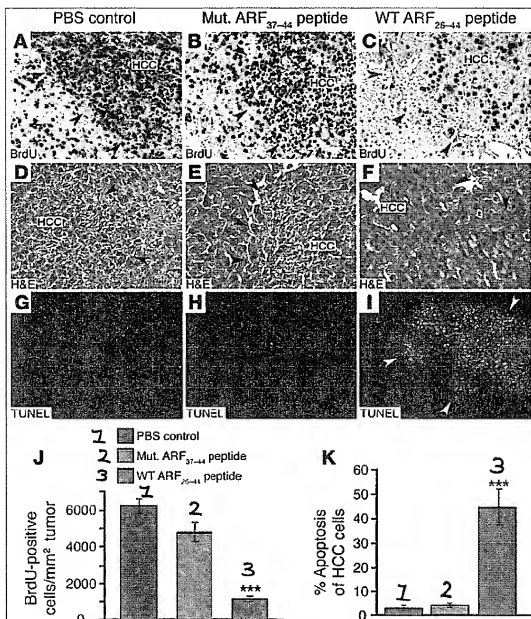 PBS control Mut. ARF37–44 peptide WT ARF26–44 peptide
A B C
HCC HCC HCC
BrdU BrdU BrdU
D E F
HCC HCC HCC
H&E H&E H&E
G H I
TUNEL TUNEL TUNEL
J K
1 PBS control
2 Mut. ARF37–44 peptide
3 WT ARF26–44 peptide
BrdU-positive cells/mm² tumor
6000
4000
2000
0
1 2 3
***
% Apoptosis of HCC cells
60
50
40
30
20
10
0
1 2 3
***